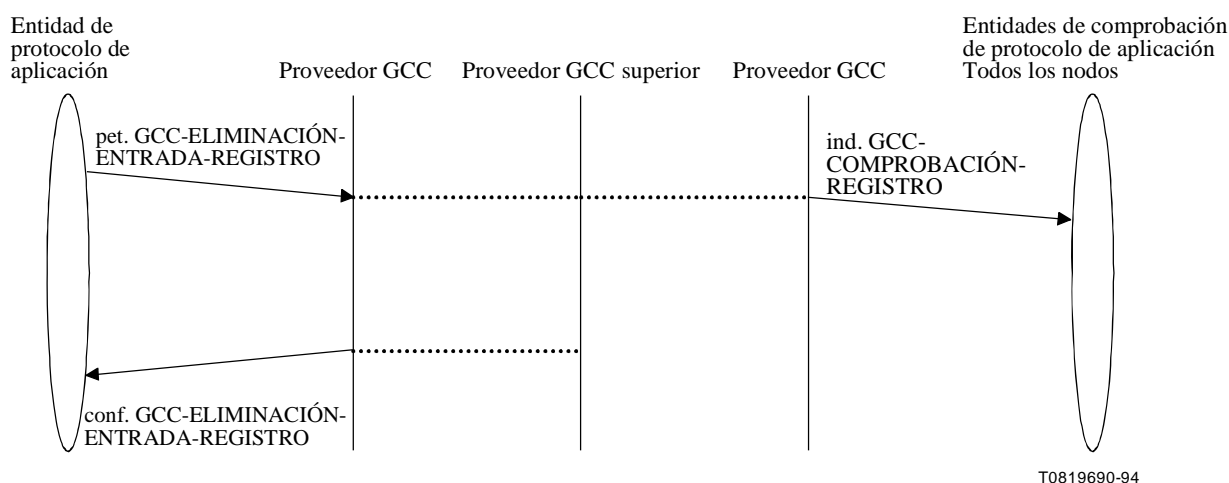 Entidad de
protocolo de
aplicación
Proveedor GCC
Proveedor GCC superior
Proveedor GCC
Entidades de comprobación
de protocolo de aplicación
Todos los nodos
pet. GCC-ELIMINACIÓN-
ENTRADA-REGISTRO
ind. GCC-
COMPROBACIÓN-
REGISTRO
conf. GCC-ELIMINACIÓN-
ENTRADA-REGISTRO
T0819690-94